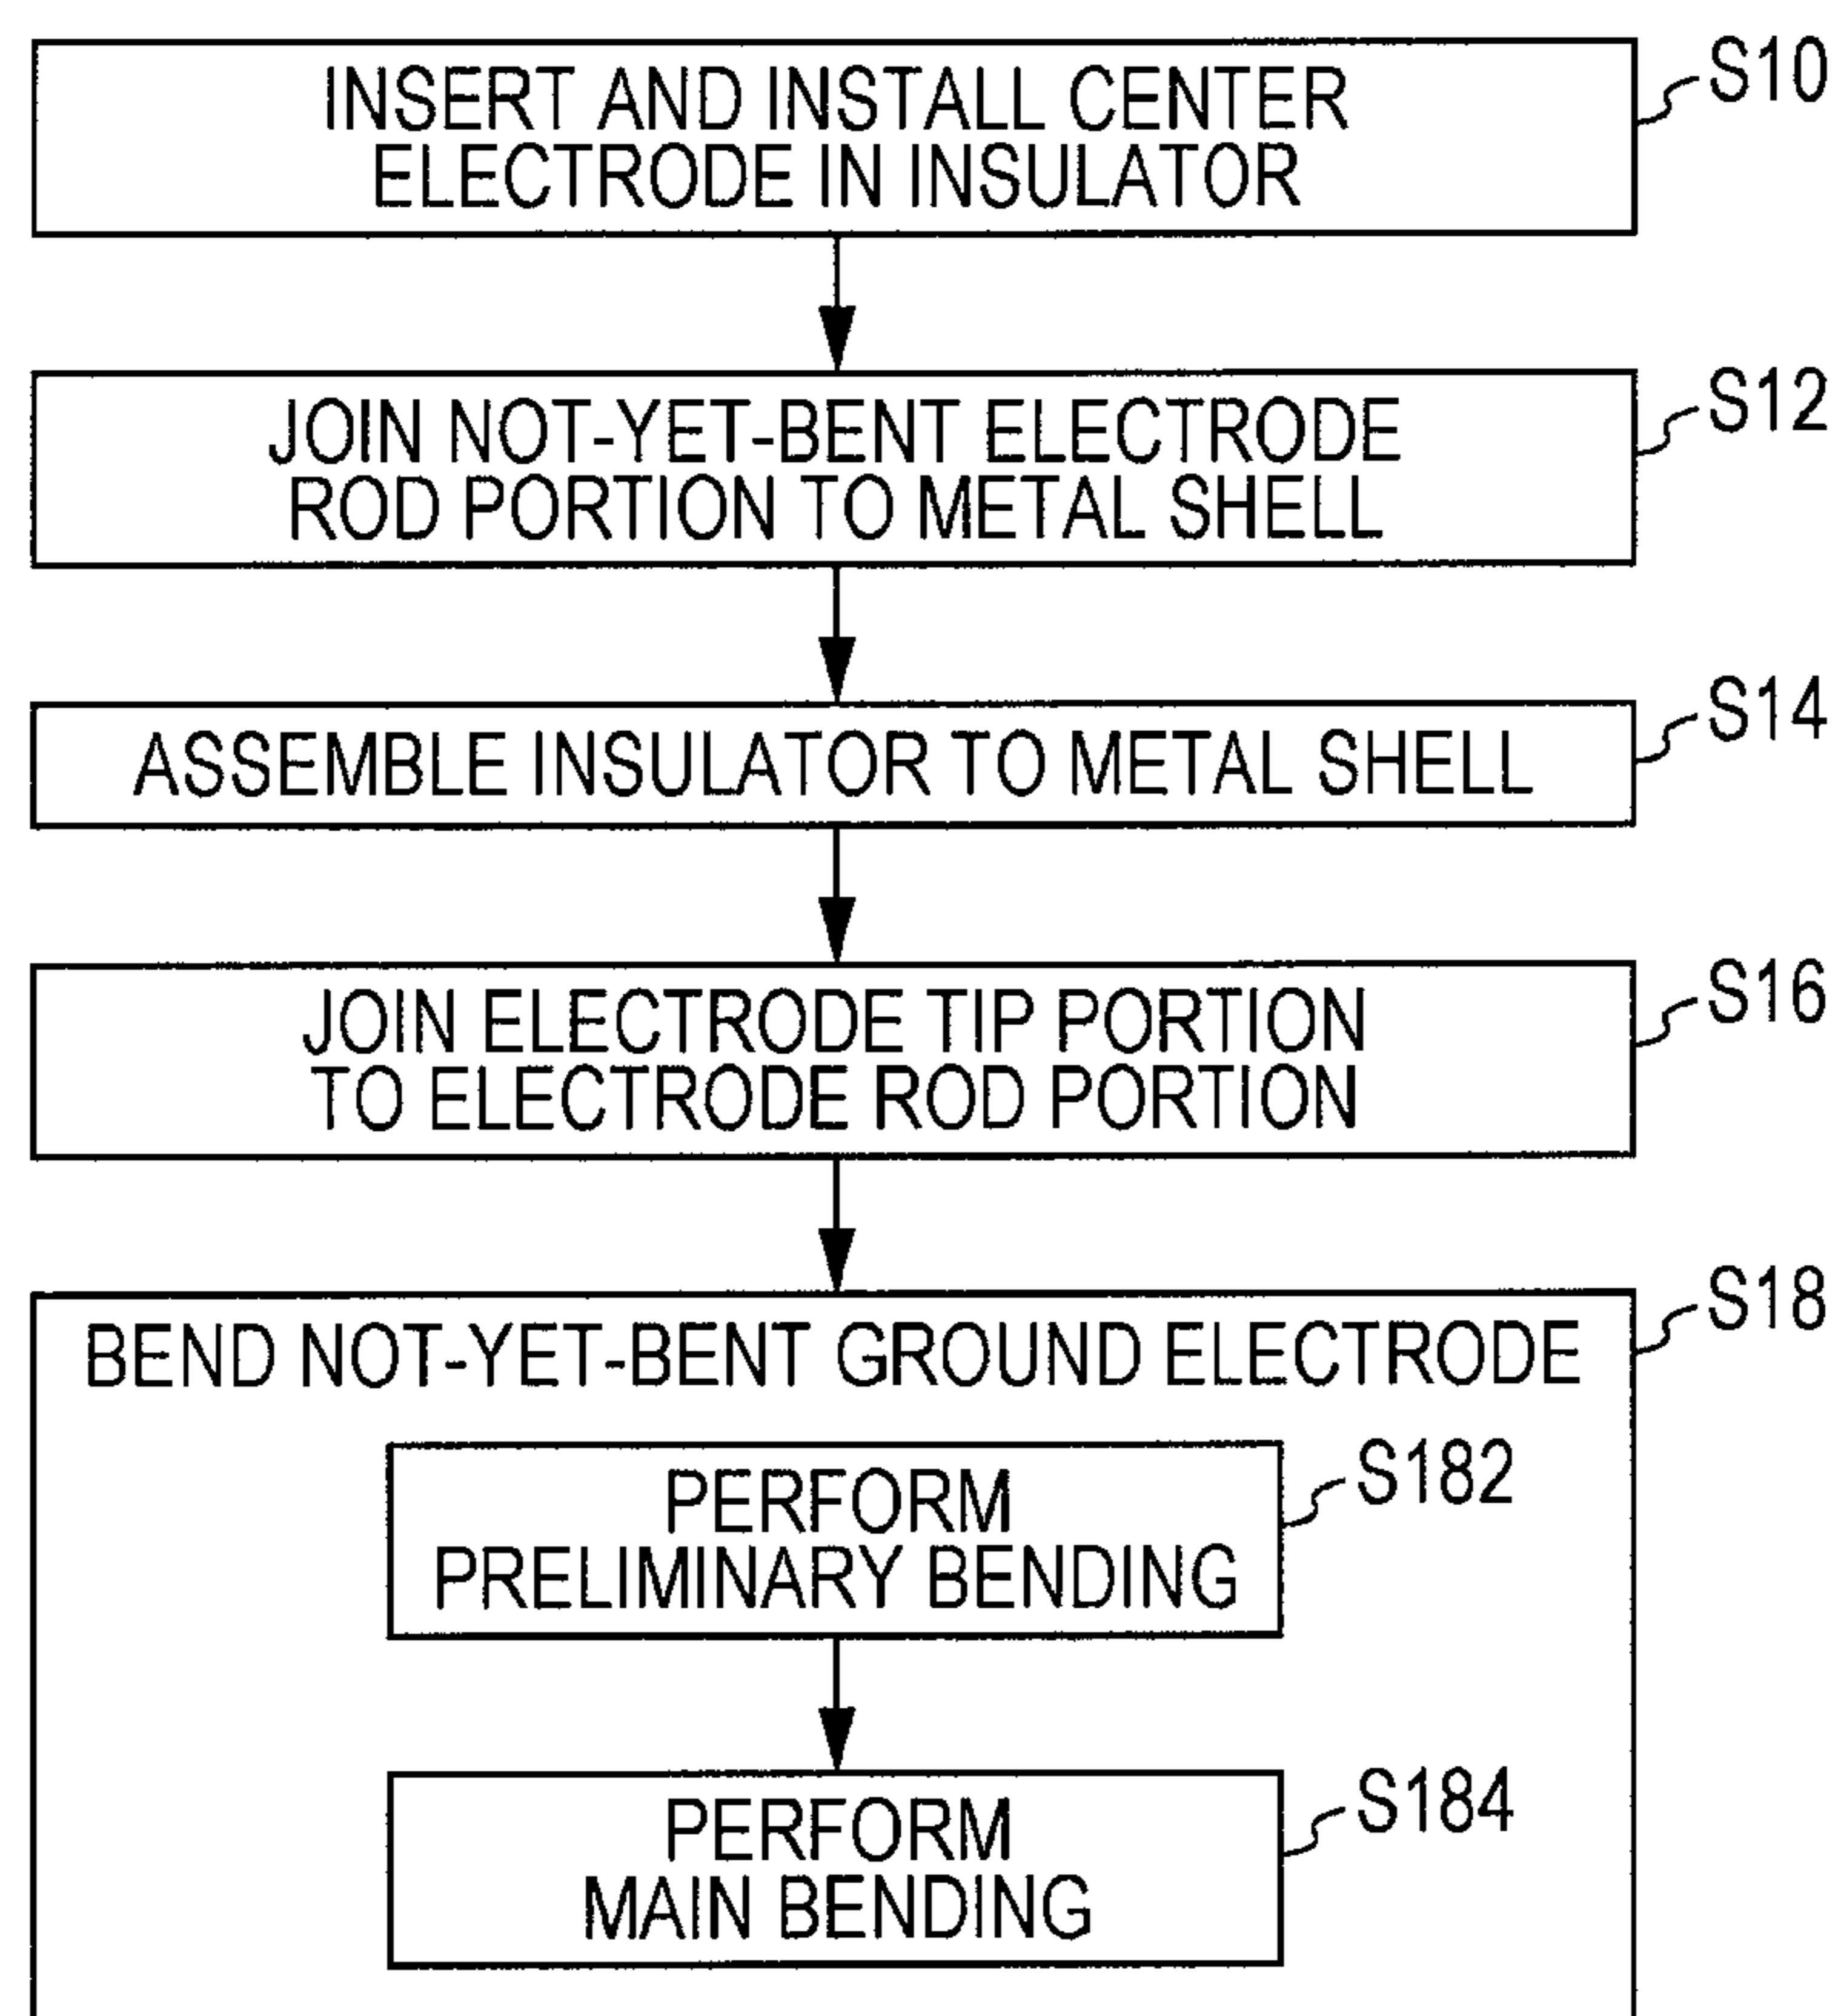 INSERT AND INSTALL CENTER
ELECTRODE IN INSULATOR
S10
JOIN NOT-YET-BENT ELECTRODE
ROD PORTION TO METAL SHELL
S12
ASSEMBLE INSULATOR TO METAL SHELL
S14
JOIN ELECTRODE TIP PORTION
TO ELECTRODE ROD PORTION
S16
BEND NOT-YET-BENT GROUND ELECTRODE
S18
PERFORM
PRELIMINARY BENDING
S182
PERFORM
MAIN BENDING
S184